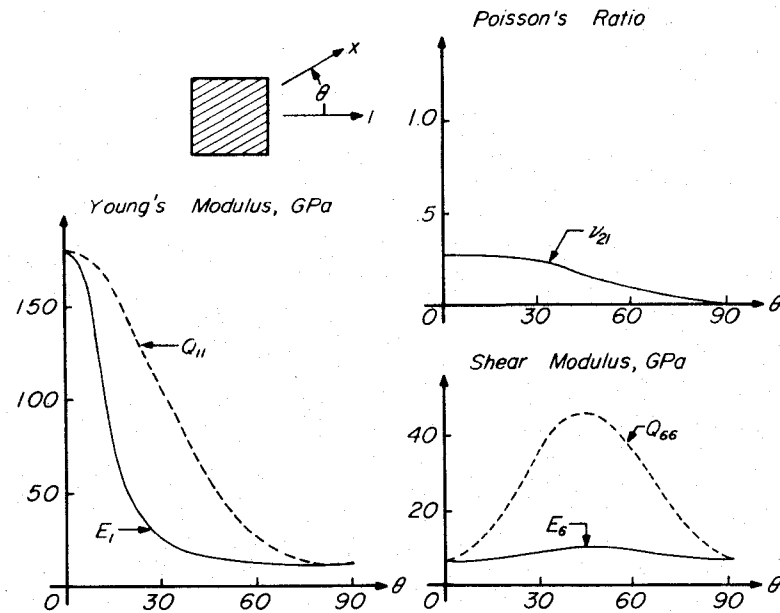 Poisson's Ratio
x
θ
1
1.0
.5
ν21
0
30
60
90
θ
Young's Modulus, GPa
150
100
50
Q11
E1
0
30
60
90
θ
Shear Modulus, GPa
40
20
Q66
E6
0
30
60
90
θ